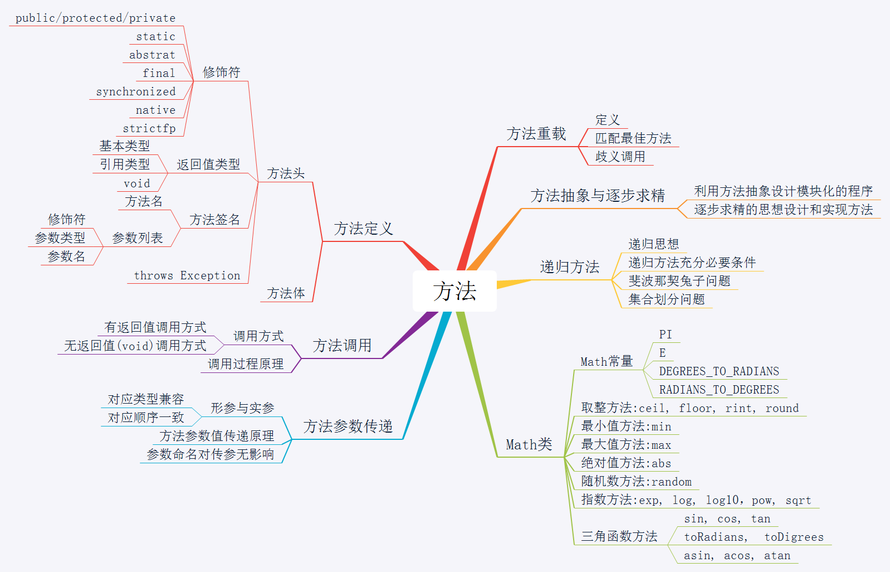 方法
方法定义
方法头
修饰符
public/protected/private
static
abstrat
final
synchronized
native
strictfp
返回值类型
基本类型
引用类型
void
方法签名
方法名
参数列表
修饰符
参数类型
参数名
throws Exception
方法体
方法调用
调用方式
有返回值调用方式
无返回值(void)调用方式
调用过程原理
方法参数传递
形参与实参
对应类型兼容
对应顺序一致
方法参数值传递原理
参数命名对传参无影响
方法重载
定义
匹配最佳方法
歧义调用
方法抽象与逐步求精
利用方法抽象设计模块化的程序
逐步求精的思想设计和实现方法
递归方法
递归思想
递归方法充分必要条件
斐波那契兔子问题
集合划分问题
Math类
Math常量
PI
E
DEGREES_TO_RADIANS
RADIANS_TO_DEGREES
取整方法:ceil, floor, rint, round
最小值方法:min
最大值方法:max
绝对值方法:abs
随机数方法:random
指数方法:exp, log, log10, pow, sqrt
三角函数方法
sin, cos, tan
toRadians, toDigrees
asin, acos, atan